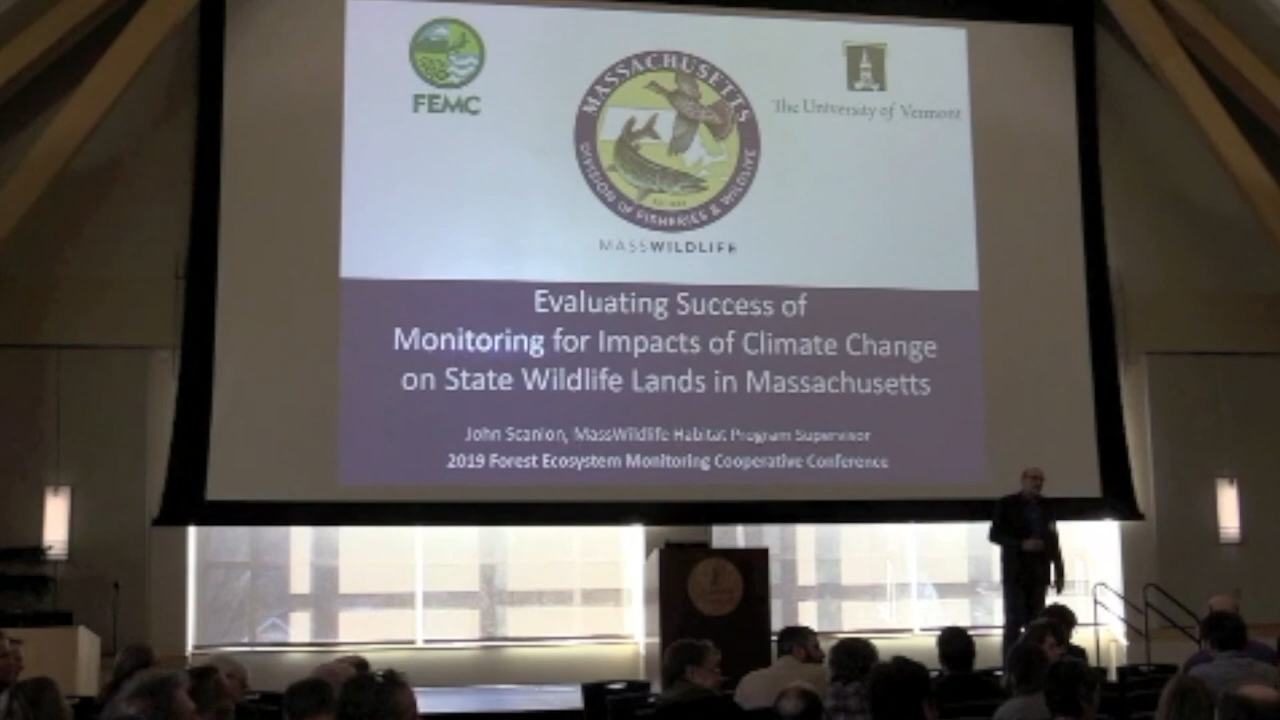 FEMC
MASSACHUSETTS
DIVISION OF FISHERIES & WILDLIFE
MASSWILDLIFE
The University of Vermont
Evaluating Success of
Monitoring for Impacts of Climate Change
on State Wildlife Lands in Massachusetts
John Scanlon, MassWildlife Habitat Program Supervisor
2019 Forest Ecosystem Monitoring Cooperative Conference